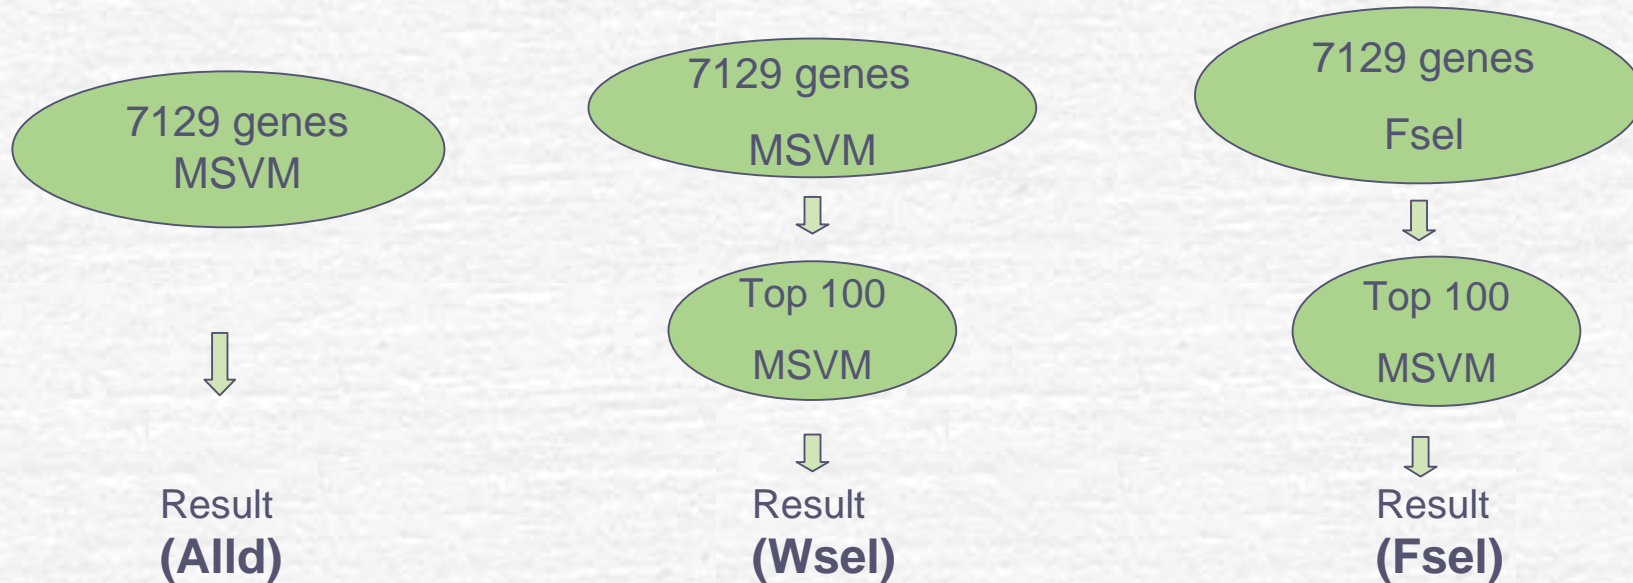 7129 genes
MSVM
Result
(Alld)
7129 genes
MSVM
Top 100
MSVM
Result
(Wsel)
7129 genes
Fsel
Top 100
MSVM
Result
(Fsel)